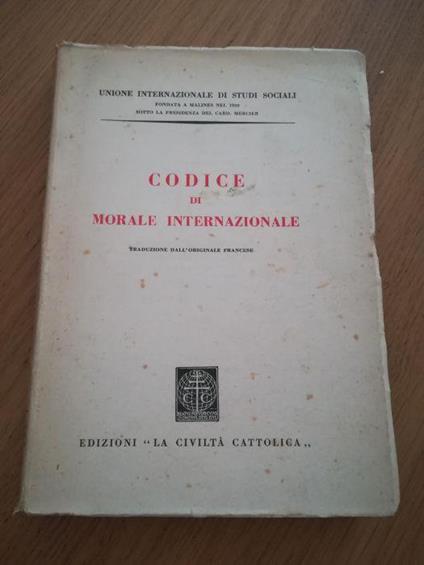 UNIONE INTERNAZIONALE DI STUDI SOCIALI
FONDATA A MALINES NEL 1920
SOTTO LA PRESIDENZA DEL CARD. MERCIER
CODICE
DI
MORALE INTERNAZIONALE
TRADUZIONE DALL'ORIGINALE FRANCESE
C C
EDIZIONI "LA CIVILTÀ CATTOLICA„